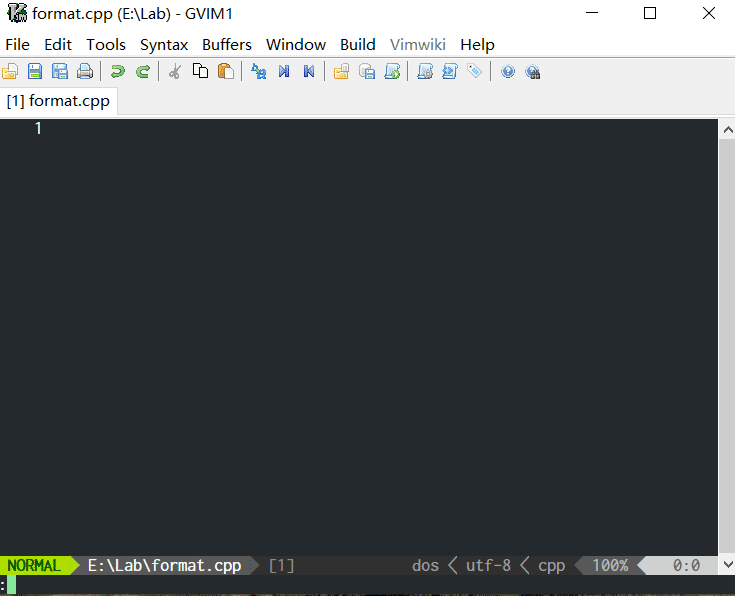 format.cpp (E:\Lab) - GVIM1
File Edit Tools Syntax Buffers Window Build Vimwiki Help
[1] format.cpp
1
NORMAL E:\Lab\format.cpp [1] dos utf-8 cpp 100% 0:0
: